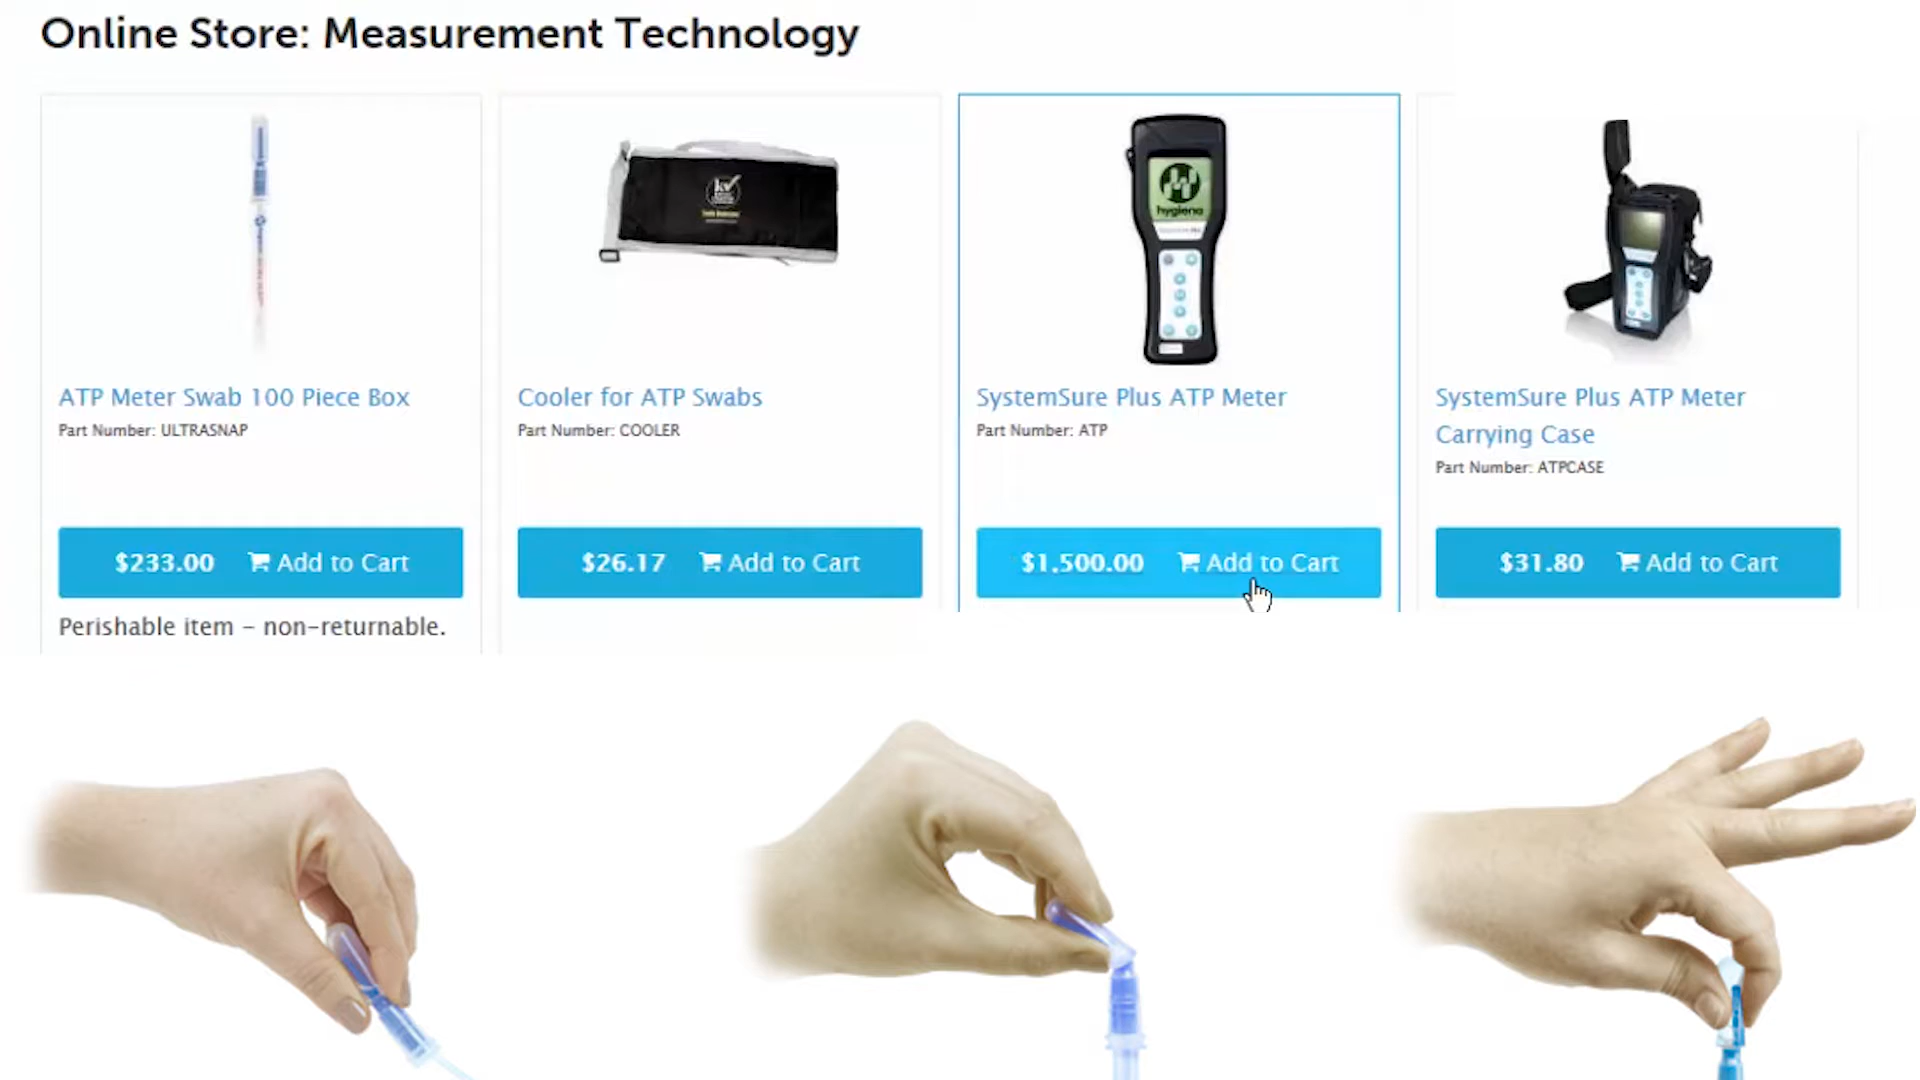 Online Store: Measurement Technology
hygiena
ATP Meter Swab 100 Piece Box
Part Number: ULTRASNAP
Cooler for ATP Swabs
Part Number: COOLER
SystemSure Plus ATP Meter
Part Number: ATP
SystemSure Plus ATP Meter
Carrying Case
Part Number: ATPCASE
$233.00 Add to Cart
$26.17 Add to Cart
$1,500.00 Add to Cart
$31.80 Add to Cart
Perishable item – non-returnable.